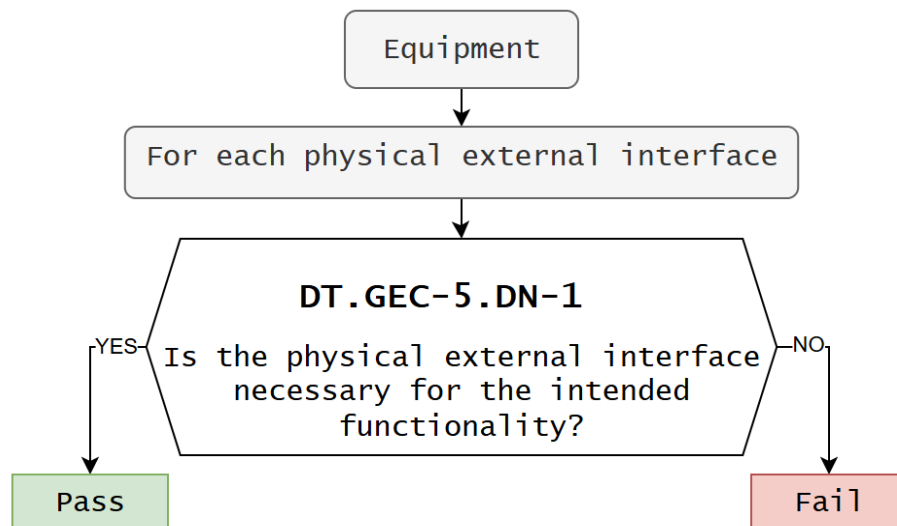 Equipment
For each physical external interface
DT.GEC-5.DN-1
YES
NO
Is the physical external interface
necessary for the intended
functionality?
Pass
Fail